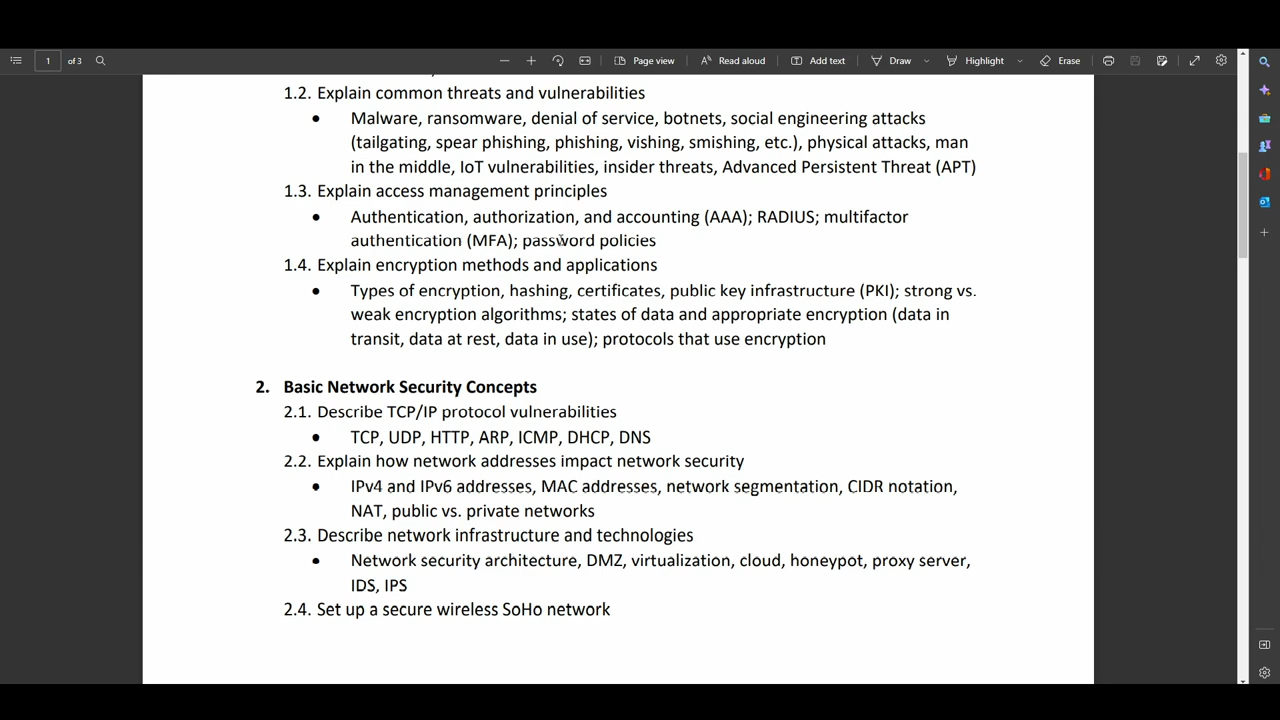 1 of 3 Page view Read aloud Add text Draw Highlight Erase
1.2. Explain common threats and vulnerabilities
• Malware, ransomware, denial of service, botnets, social engineering attacks
(tailgating, spear phishing, phishing, vishing, smishing, etc.), physical attacks, man
in the middle, IoT vulnerabilities, insider threats, Advanced Persistent Threat (APT)
1.3. Explain access management principles
• Authentication, authorization, and accounting (AAA); RADIUS; multifactor
authentication (MFA); password policies
1.4. Explain encryption methods and applications
• Types of encryption, hashing, certificates, public key infrastructure (PKI); strong vs.
weak encryption algorithms; states of data and appropriate encryption (data in
transit, data at rest, data in use); protocols that use encryption
2. Basic Network Security Concepts
2.1. Describe TCP/IP protocol vulnerabilities
• TCP, UDP, HTTP, ARP, ICMP, DHCP, DNS
2.2. Explain how network addresses impact network security
• IPv4 and IPv6 addresses, MAC addresses, network segmentation, CIDR notation,
NAT, public vs. private networks
2.3. Describe network infrastructure and technologies
• Network security architecture, DMZ, virtualization, cloud, honeypot, proxy server,
IDS, IPS
2.4. Set up a secure wireless SoHo network